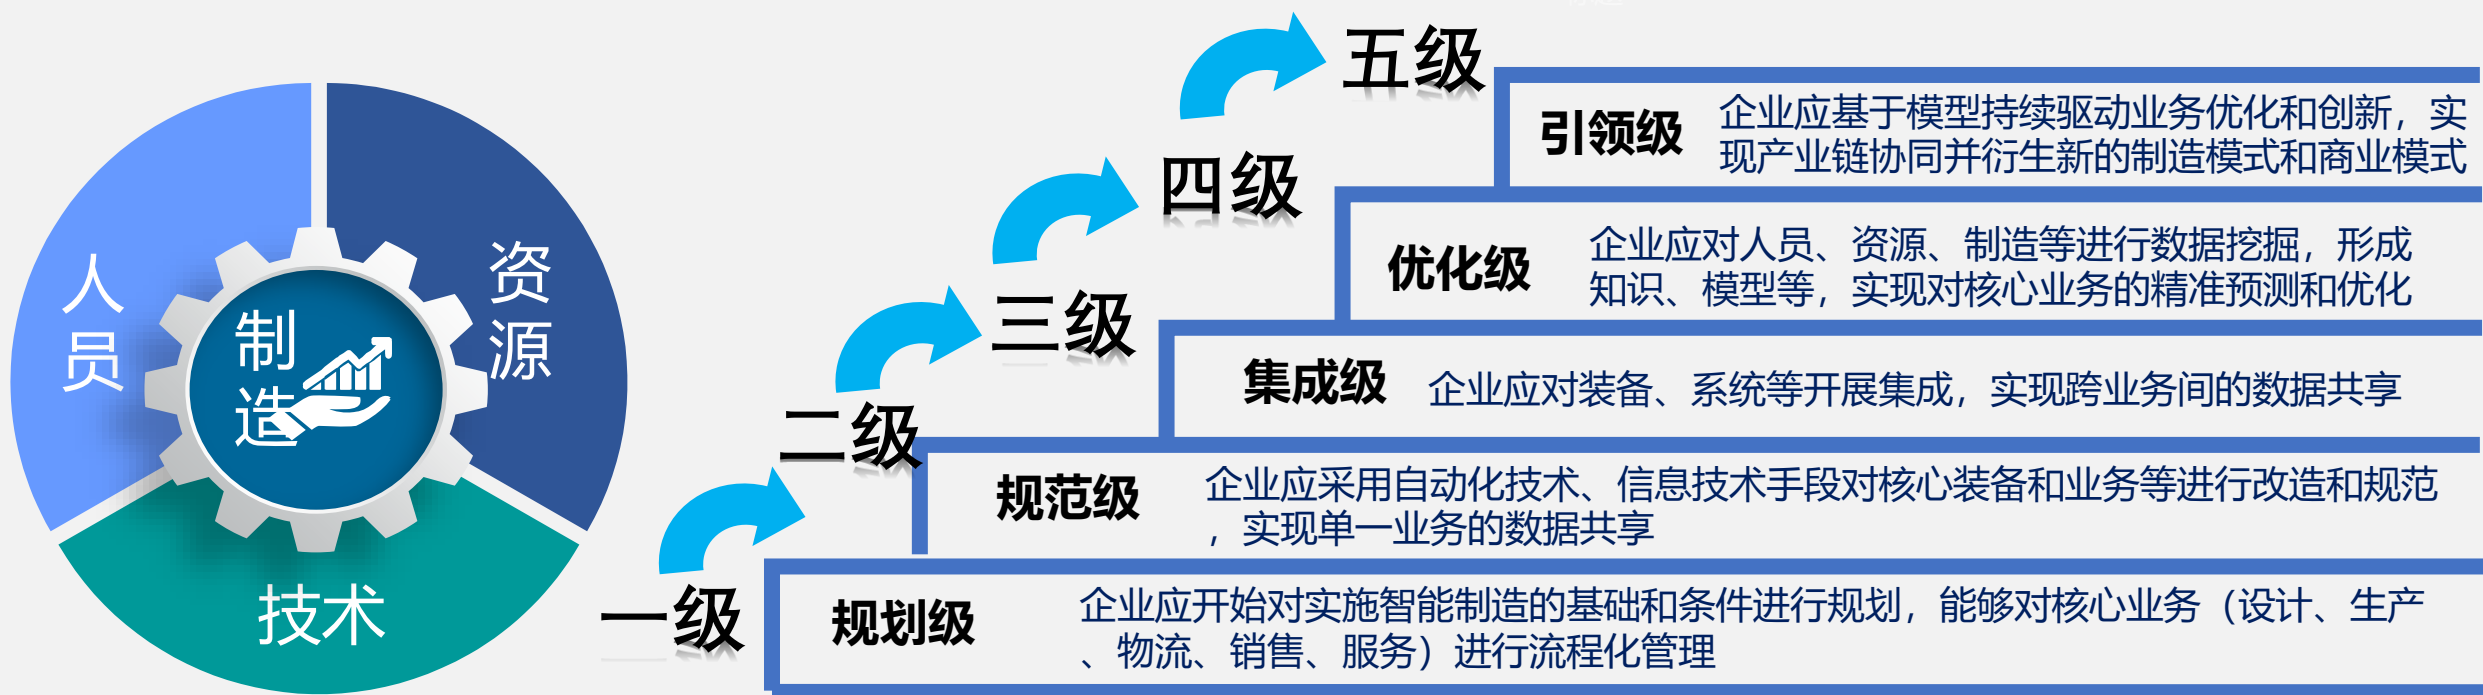 人
员
资
源
制
造
技术
五级
引领级
企业应基于模型持续驱动业务优化和创新，实
现产业链协同并衍生新的制造模式和商业模式
四级
优化级
企业应对人员、资源、制造等进行数据挖掘，形成
知识、模型等，实现对核心业务的精准预测和优化
三级
集成级
企业应对装备、系统等开展集成，实现跨业务间的数据共享
二级
规范级
企业应采用自动化技术、信息技术手段对核心装备和业务等进行改造和规范
，实现单一业务的数据共享
一级
规划级
企业应开始对实施智能制造的基础和条件进行规划，能够对核心业务（设计、生产
、物流、销售、服务）进行流程化管理